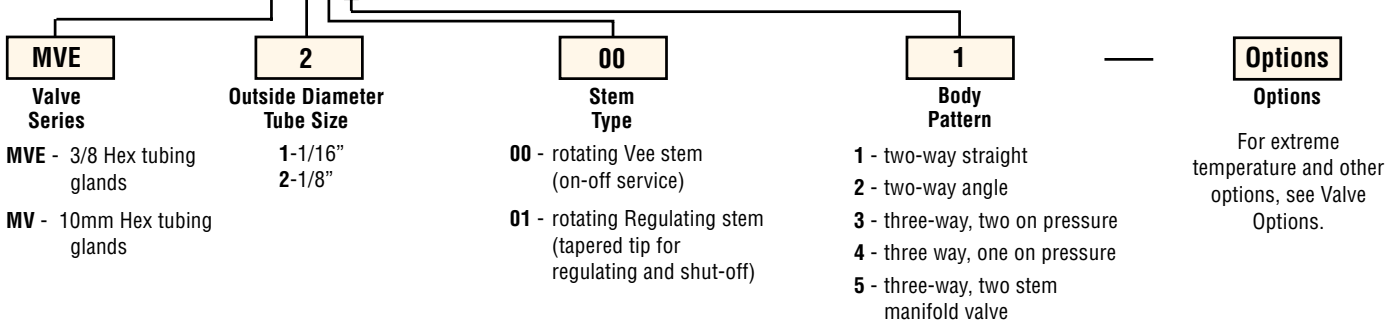 MVE
Valve
Series
MVE - 3/8 Hex tubing
glands
MV - 10mm Hex tubing
glands
2
Outside Diameter
Tube Size
1-1/16”
2-1/8”
00
Stem
Type
00 - rotating Vee stem
(on-off service)
01 - rotating Regulating stem
(tapered tip for
regulating and shut-off)
1
Body
Pattern
1 - two-way straight
2 - two-way angle
3 - three-way, two on pressure
4 - three way, one on pressure
5 - three-way, two stem
manifold valve
Options
Options
For extreme
temperature and other
options, see Valve
Options.